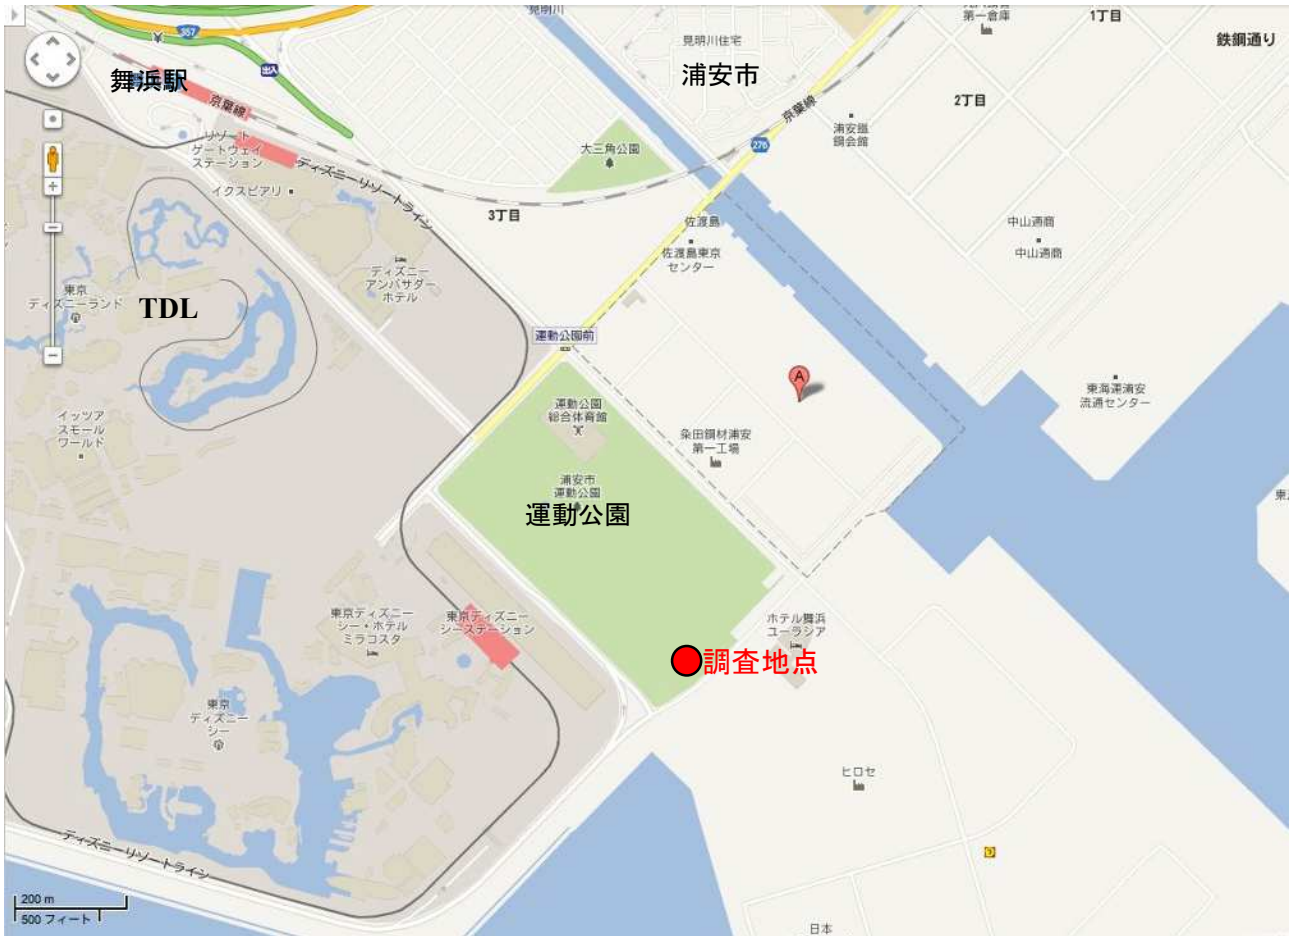 見明川
第一倉庫
1丁目
鉄鋼通り
357
出入
舞浜駅
京葉線
見明川住宅
浦安市
2丁目
京葉線
浦安鐵
鋼会館
276
大三角公園
リゾート
ゲートウェイ
ステーション
ディズニーリゾートライン
イクスピアリ
3丁目
佐渡島
佐渡島東京
センター
中山通商
中山通商
東京
ディズニーランド
TDL
ディズニー
アンバサダー
ホテル
運動公園前
A
東海運浦安
流通センター
イッツア
スモール
ワールド
運動公園
総合体育館
染田鋼材浦安
第一工場
浦安市
運動公園
運動公園
東京ディズニー
シー・ホテル
ミラコスタ
東京ディズニー
シーステーション
ホテル舞浜
ユーラシア
調査地点
東京
ディズニー
シー
ヒロセ
ディズニーリゾートライン
200 m
500 フィート
日本